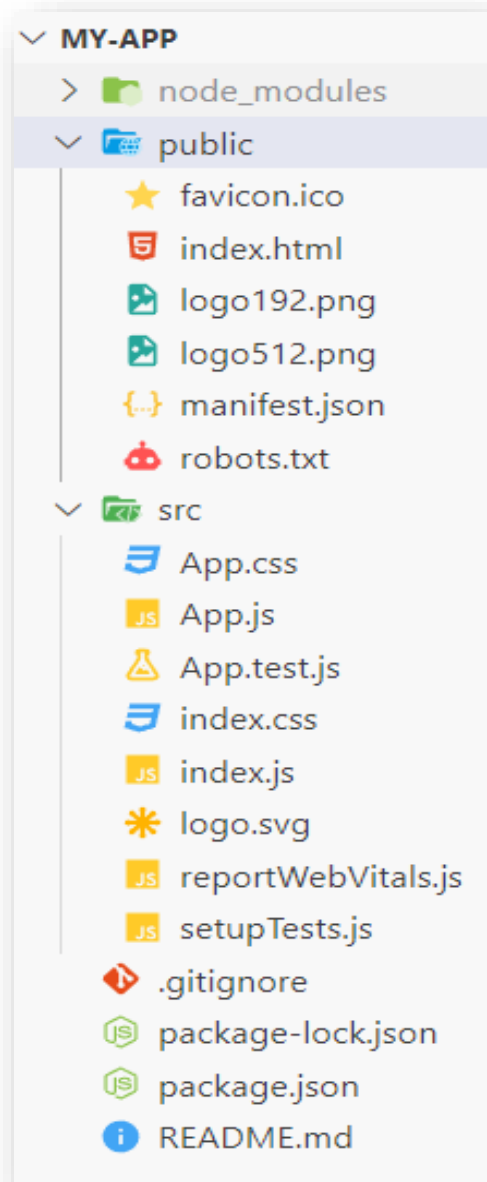 MY-APP
node_modules
public
favicon.ico
index.html
logo192.png
logo512.png
manifest.json
robots.txt
src
App.css
App.js
App.test.js
index.css
index.js
logo.svg
reportWebVitals.js
setupTests.js
.gitignore
package-lock.json
package.json
README.md